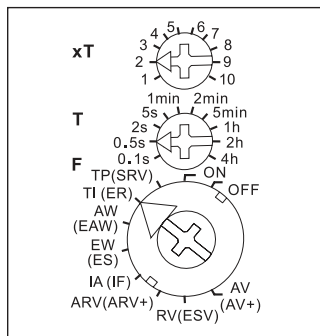 xT
1 2 3 4 5 6 7 8 9 10
T
0.1s 0.5s 2s 5s 1min 2min 5min 1h 2h 4h
F
TP(SRV)
ON
OFF
TI (ER)
AW
(EAW)
EW
(ES)
IA (IF)
ARV(ARV+)
RV(ESV)
AV
(AV+)